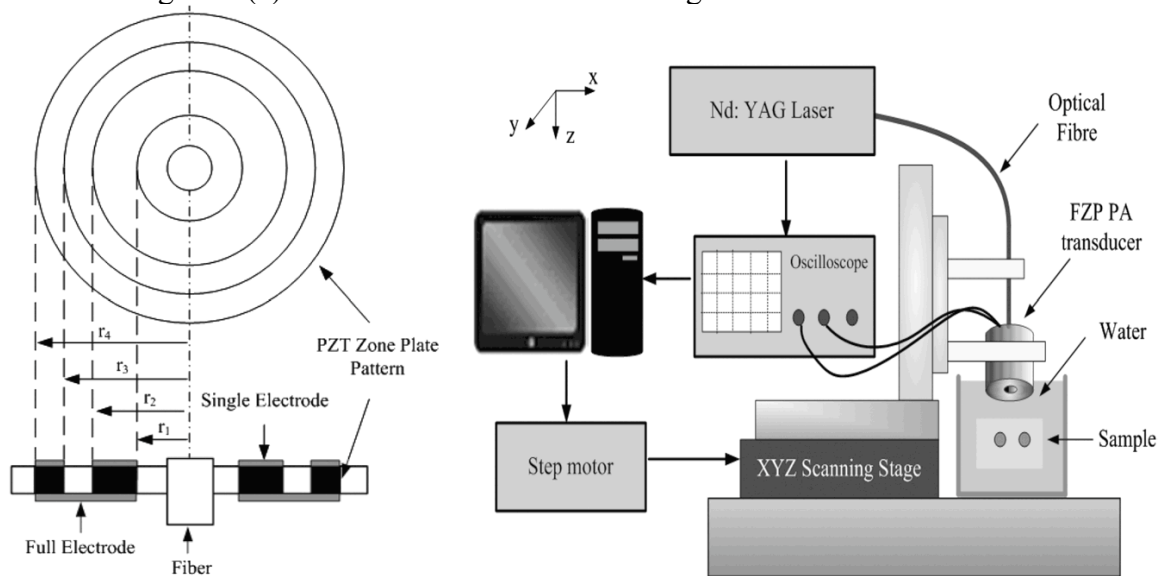 r4
r3
r2
r1
PZT Zone Plate
Pattern
Single Electrode
Full Electrode
Fiber
x
y
z
Nd: YAG Laser
Optical
Fibre
FZP PA
transducer
Oscilloscope
Water
Sample
Step motor
XYZ Scanning Stage